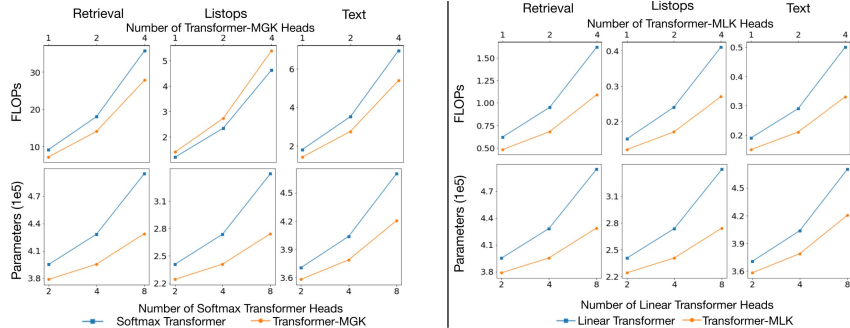 Retrieval Listops Text
Number of Transformer-MGK Heads
1 2 4 1 2 4 1 2 4
FLOPs
30
20
10
5
4
3
2
6
4
2
Parameters (1e5)
4.7
4.4
4.1
3.8
3.4
3.1
2.8
2.5
2.2
4.5
4.2
3.9
3.6
2 4 8 2 4 8 2 4 8
Number of Softmax Transformer Heads
Softmax Transformer Transformer-MGK
Retrieval Listops Text
Number of Transformer-MLK Heads
1 2 4 1 2 4 1 2 4
FLOPs
1.50
1.25
1.00
0.75
0.50
0.4
0.3
0.2
0.5
0.4
0.3
0.2
Parameters (1e5)
4.7
4.4
4.1
3.8
3.3
3.0
2.7
2.4
4.5
4.2
3.9
3.6
2 4 8 2 4 8 2 4 8
Number of Linear Transformer Heads
Linear Transformer Transformer-MLK